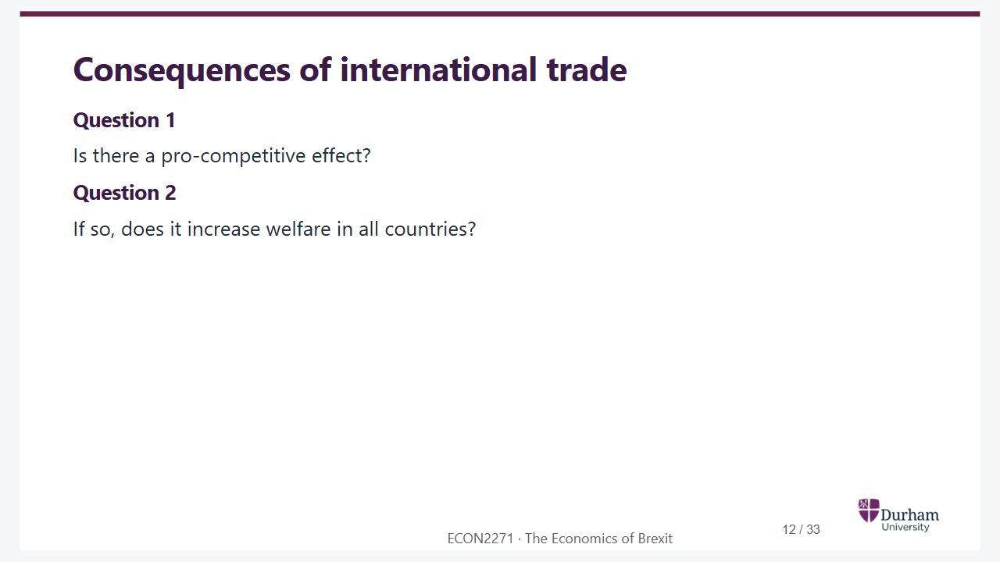 Consequences of international trade
Question 1
Is there a pro-competitive effect?
Question 2
If so, does it increase welfare in all countries?
ECON2271 · The Economics of Brexit
12 / 33
Durham
University